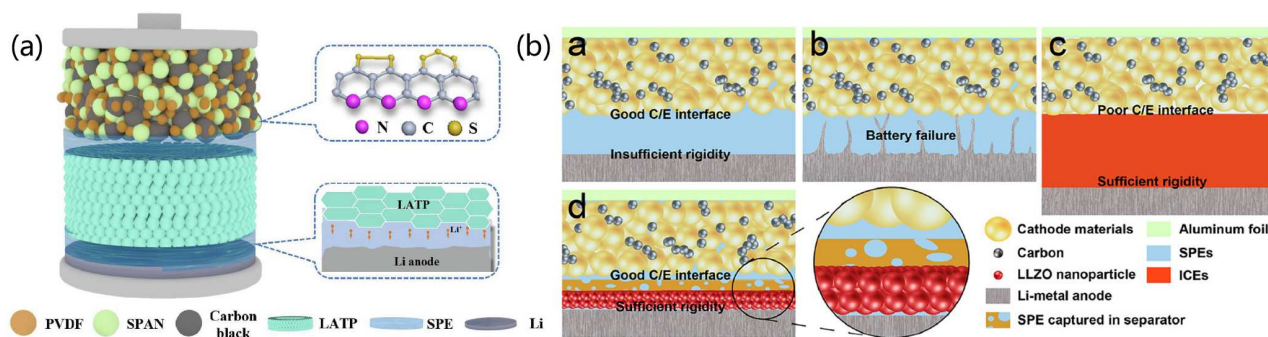 (a)
N C S
LATP
Li⁺
Li anode
PVDF SPAN Carbon black LATP SPE Li
(b)
a
Good C/E interface
Insufficient rigidity
b
Battery failure
c
Poor C/E interface
Sufficient rigidity
d
Good C/E interface
Sufficient rigidity
Cathode materials
Carbon
LLZO nanoparticle
Li-metal anode
SPE captured in separator
Aluminum foil
SPEs
ICEs